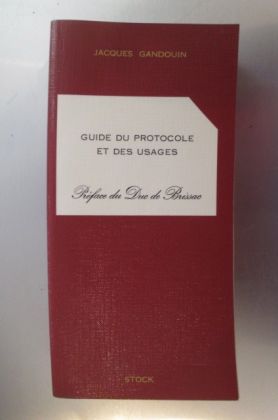 JACQUES GANDOUIN
GUIDE DU PROTOCOLE
ET DES USAGES
Préface du Duc de Brissac
STOCK